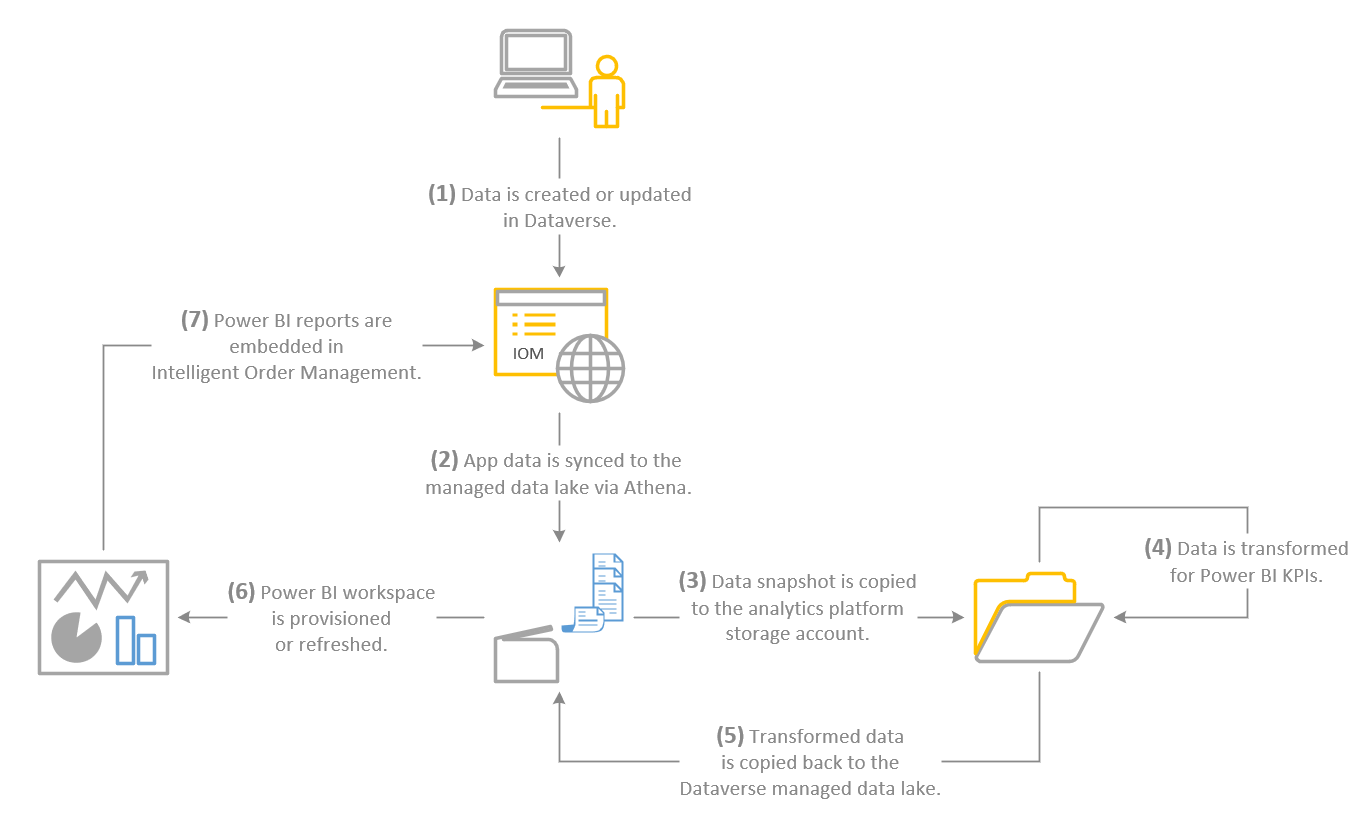 (1) Data is created or updated
in Dataverse.
(7) Power BI reports are
embedded in
Intelligent Order Management.
IOM
(2) App data is synced to the
managed data lake via Athena.
(6) Power BI workspace
is provisioned
or refreshed.
(3) Data snapshot is copied
to the analytics platform
storage account.
(4) Data is transformed
for Power BI KPIs.
(5) Transformed data
is copied back to the
Dataverse managed data lake.